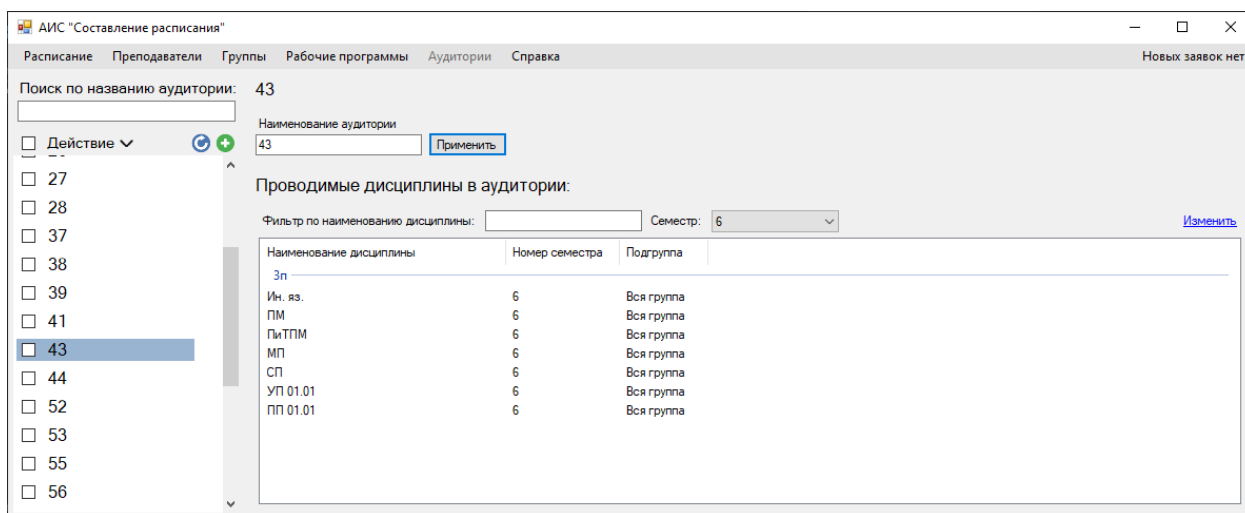 АИС "Составление расписания"
Расписание Преподаватели Группы Рабочие программы Аудитории Справка Новых заявок нет
Поиск по названию аудитории:
Действие
27
28
37
38
39
41
43
44
52
53
55
56
43
Наименование аудитории
43 Применить
Проводимые дисциплины в аудитории:
Фильтр по наименованию дисциплины: Семестр: 6 Изменить
Наименование дисциплины Номер семестра Подгруппа
3п
Ин. яз. 6 Вся группа
ПМ 6 Вся группа
ПиТПМ 6 Вся группа
МП 6 Вся группа
СП 6 Вся группа
УП 01.01 6 Вся группа
ПП 01.01 6 Вся группа